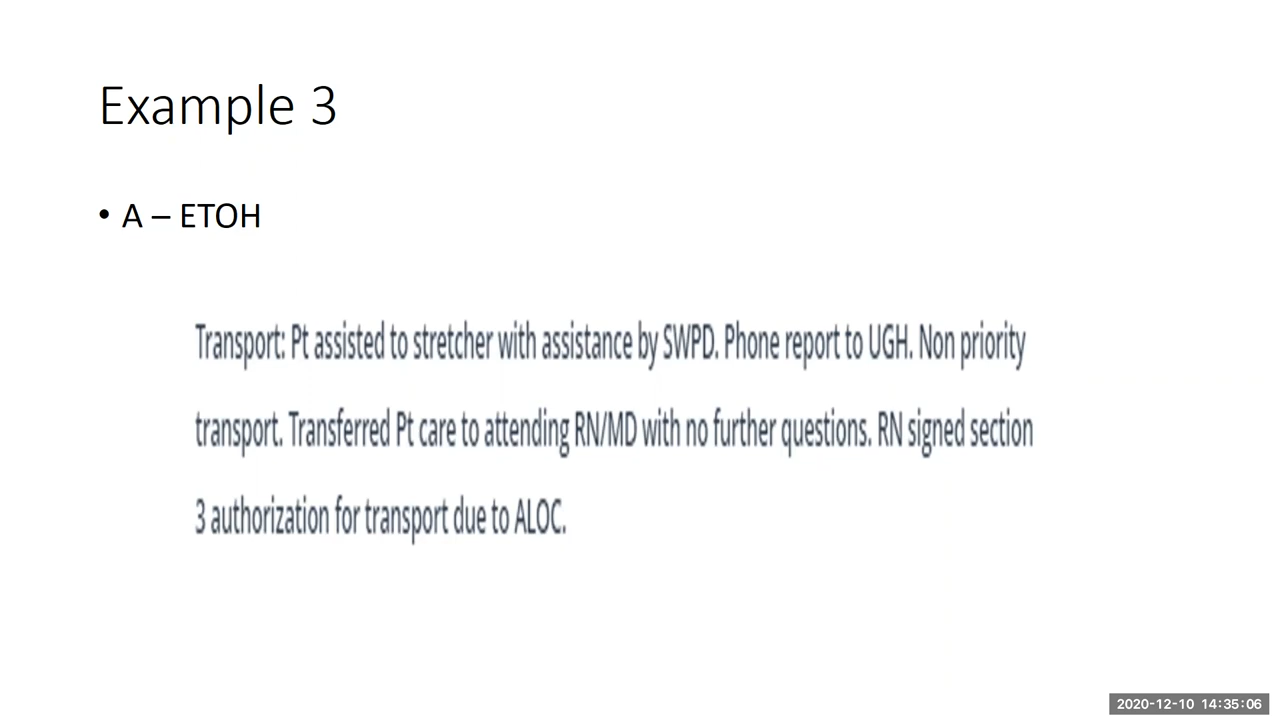 Example 3
• A – ETOH
Transport: Pt assisted to stretcher with assistance by SWPD. Phone report to UGH. Non priority
transport. Transferred Pt care to attending RN/MD with no further questions. RN signed section
3 authorization for transport due to ALOC.
2020-12-10 14:35:06